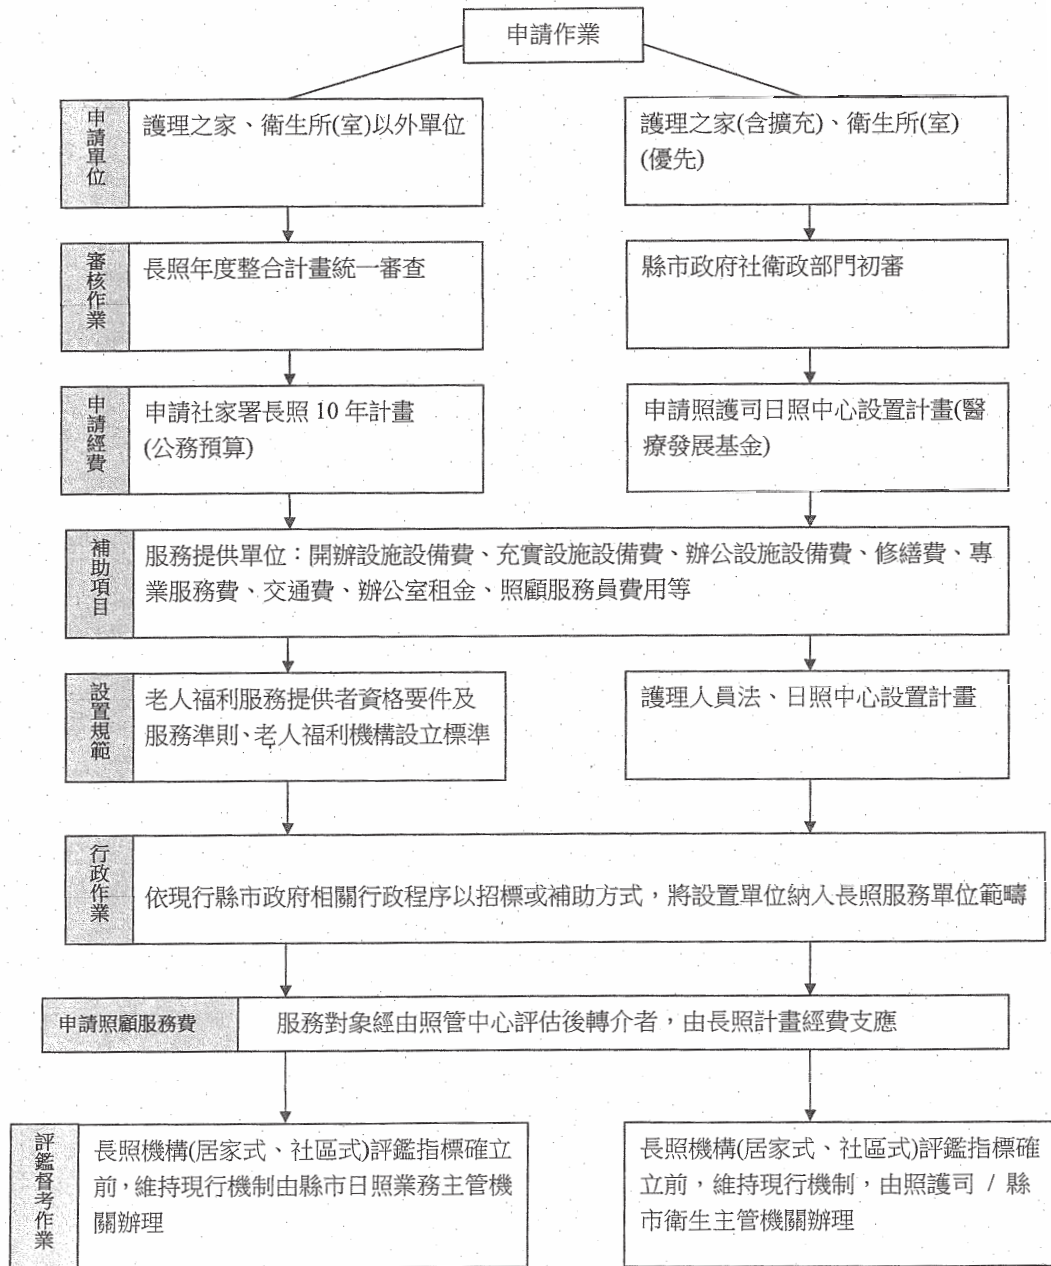 申請作業
申請單位
護理之家、衛生所(室)以外單位
護理之家(含擴充)、衛生所(室)
(優先)
審核作業
長照年度整合計畫統一審查
縣市政府社衛政部門初審
申請經費
申請社家署長照 10 年計畫
(公務預算)
申請照護司日照中心設置計畫(醫
療發展基金)
補助項目
服務提供單位：開辦設施設備費、充實設施設備費、辦公設施設備費、修繕費、專
業服務費、交通費、辦公室租金、照顧服務員費用等
設置規範
老人福利服務提供者資格要件及
服務準則、老人福利機構設立標準
護理人員法、日照中心設置計畫
行政作業
依現行縣市政府相關行政程序以招標或補助方式，將設置單位納入長照服務單位範疇
申請照顧服務費
服務對象經由照管中心評估後轉介者，由長照計畫經費支應
評鑑督考作業
長照機構(居家式、社區式)評鑑指標確立
前，維持現行機制由縣市日照業務主管機
關辦理
長照機構(居家式、社區式)評鑑指標確
立前，維持現行機制，由照護司 / 縣
市衛生主管機關辦理